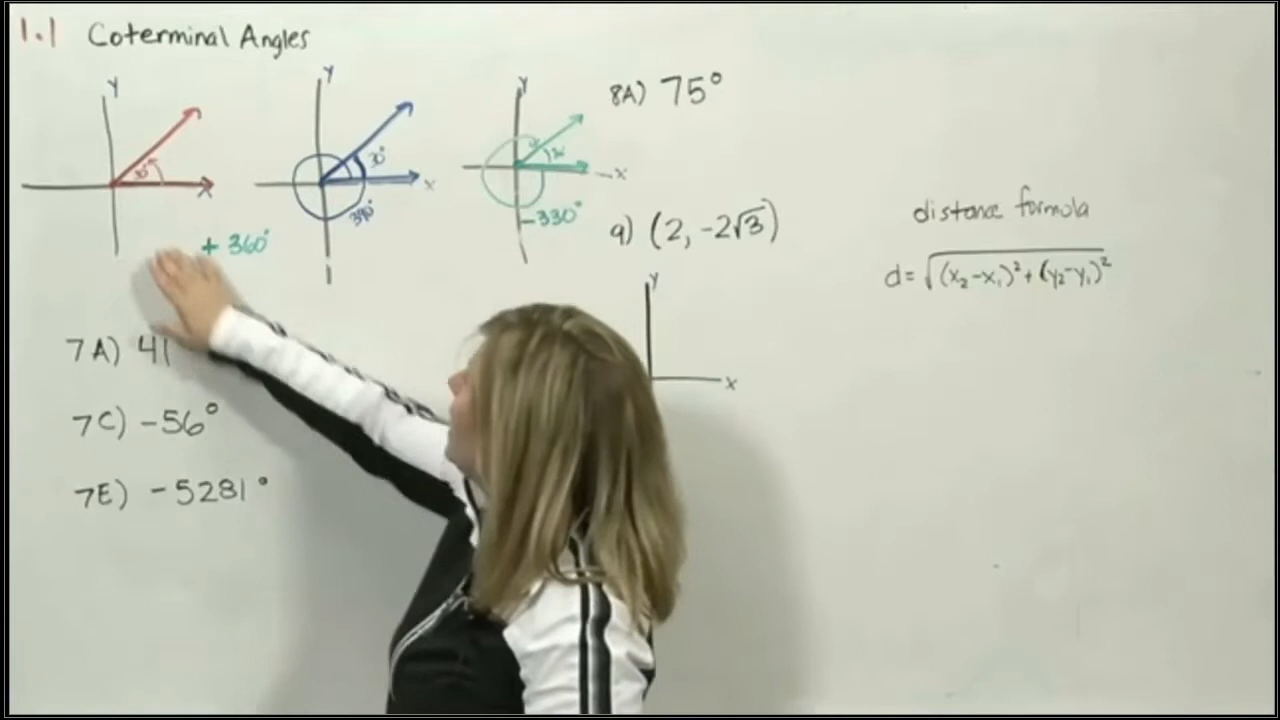 1.1 Coterminal Angles
y
30°
x
y
30°
x
390°
y
x
-330°
+ 360°
7A) 41
7C) -56°
7E) -5281°
8A) 75°
9) (2, -2√3)
y
x
distance formula
d = √(x₂-x₁)² + (y₂-y₁)²